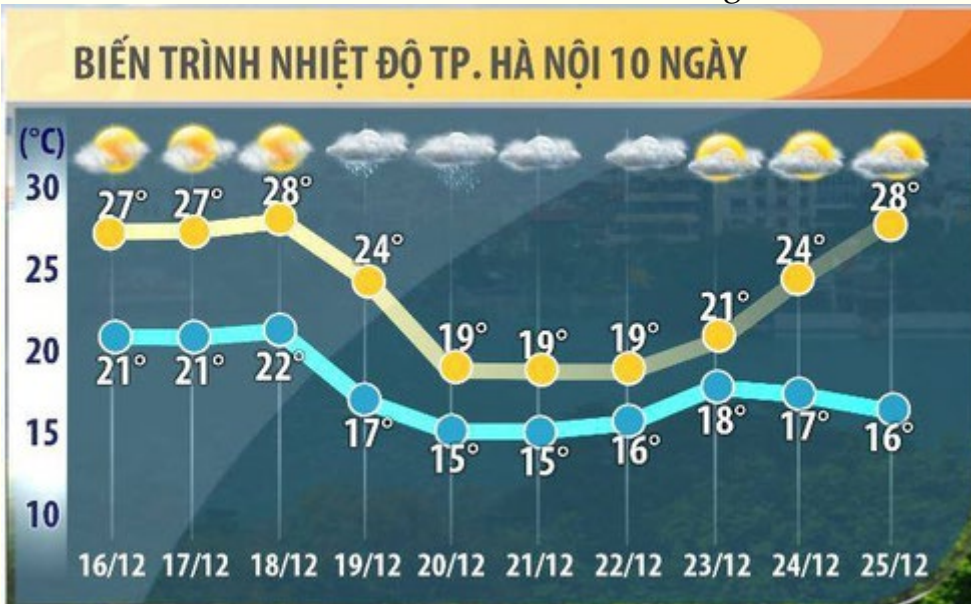 BIẾN TRÌNH NHIỆT ĐỘ TP. HÀ NỘI 10 NGÀY
(°C)
30
25
20
15
10
27° 27° 28° 24° 19° 19° 19° 21° 24° 28°
21° 21° 22° 17° 15° 15° 16° 18° 17° 16°
16/12 17/12 18/12 19/12 20/12 21/12 22/12 23/12 24/12 25/12